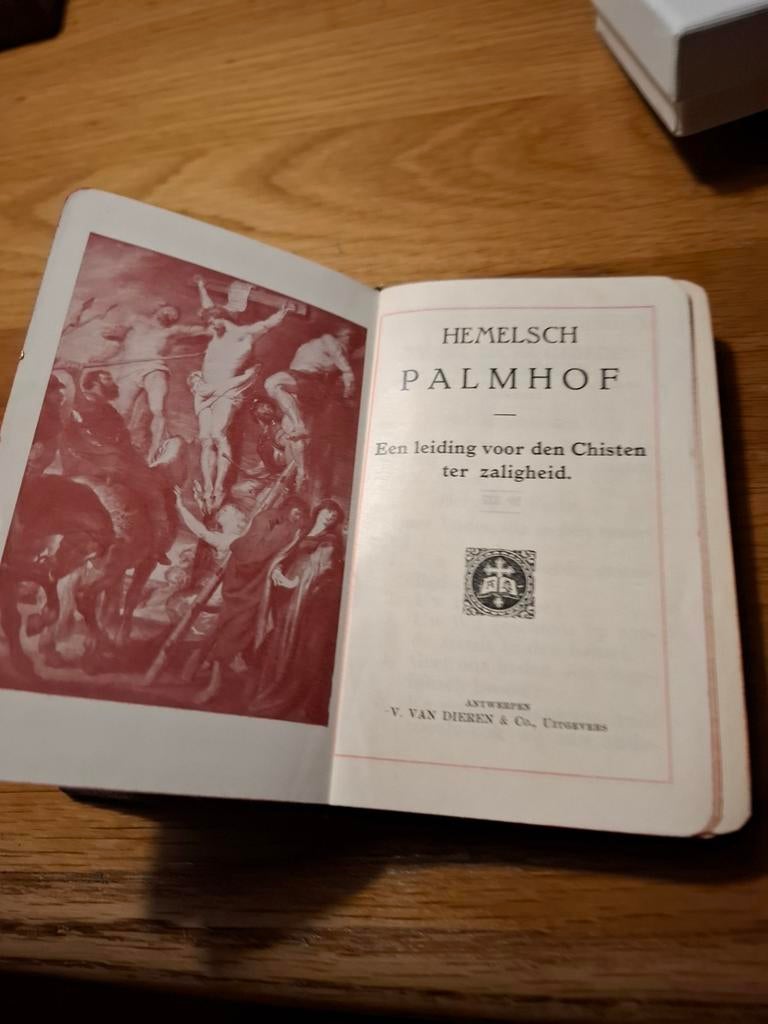 HEMELSCH
PALMHOF
Een leiding voor den Chisten
ter zaligheid.
ANTWERPEN
V. VAN DIEREN & Co., UITGEVERS